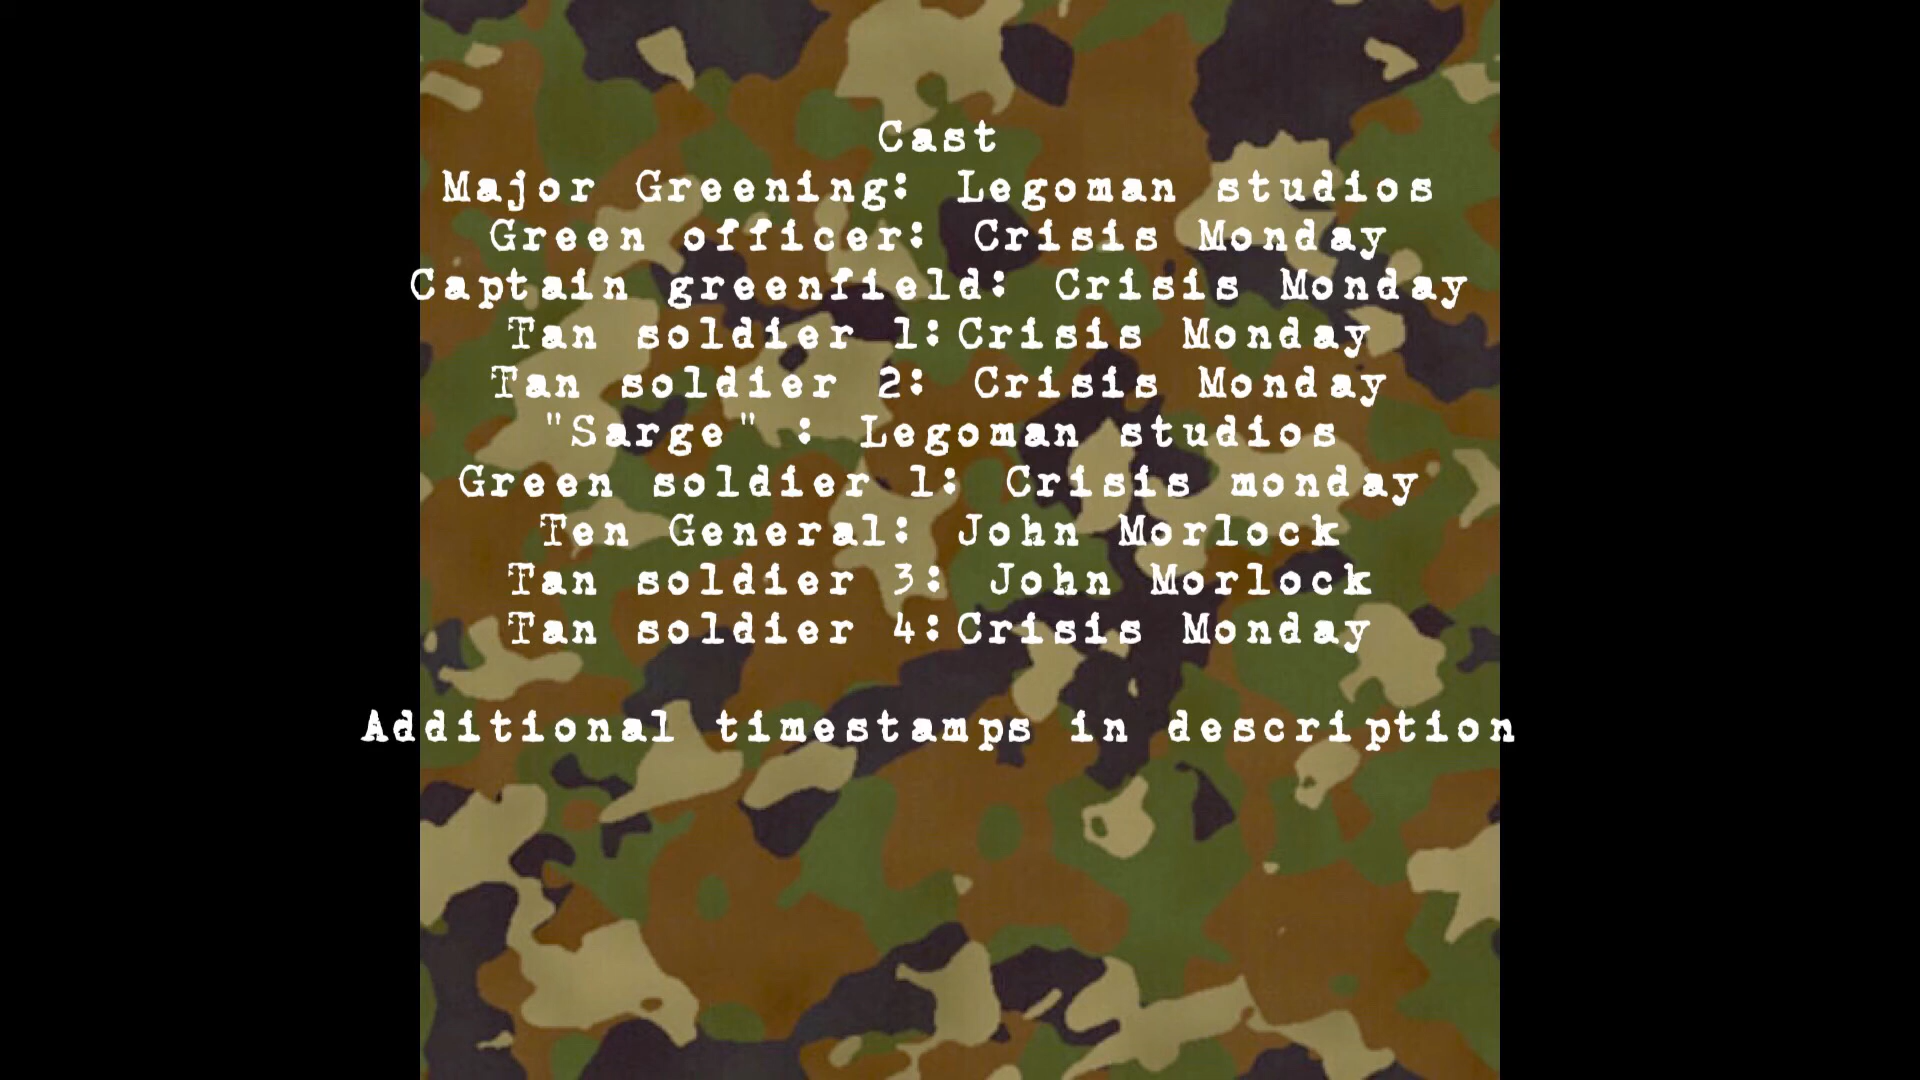 Cast
Major Greening: Legoman studios
Green officer: Crisis Monday
Captain greenfield: Crisis Monday
Tan soldier 1:Crisis Monday
Tan soldier 2: Crisis Monday
"Sarge" : Legoman studios
Green soldier 1: Crisis monday
Ten General: John Morlock
Tan soldier 3: John Morlock
Tan soldier 4:Crisis Monday
Additional timestamps in description